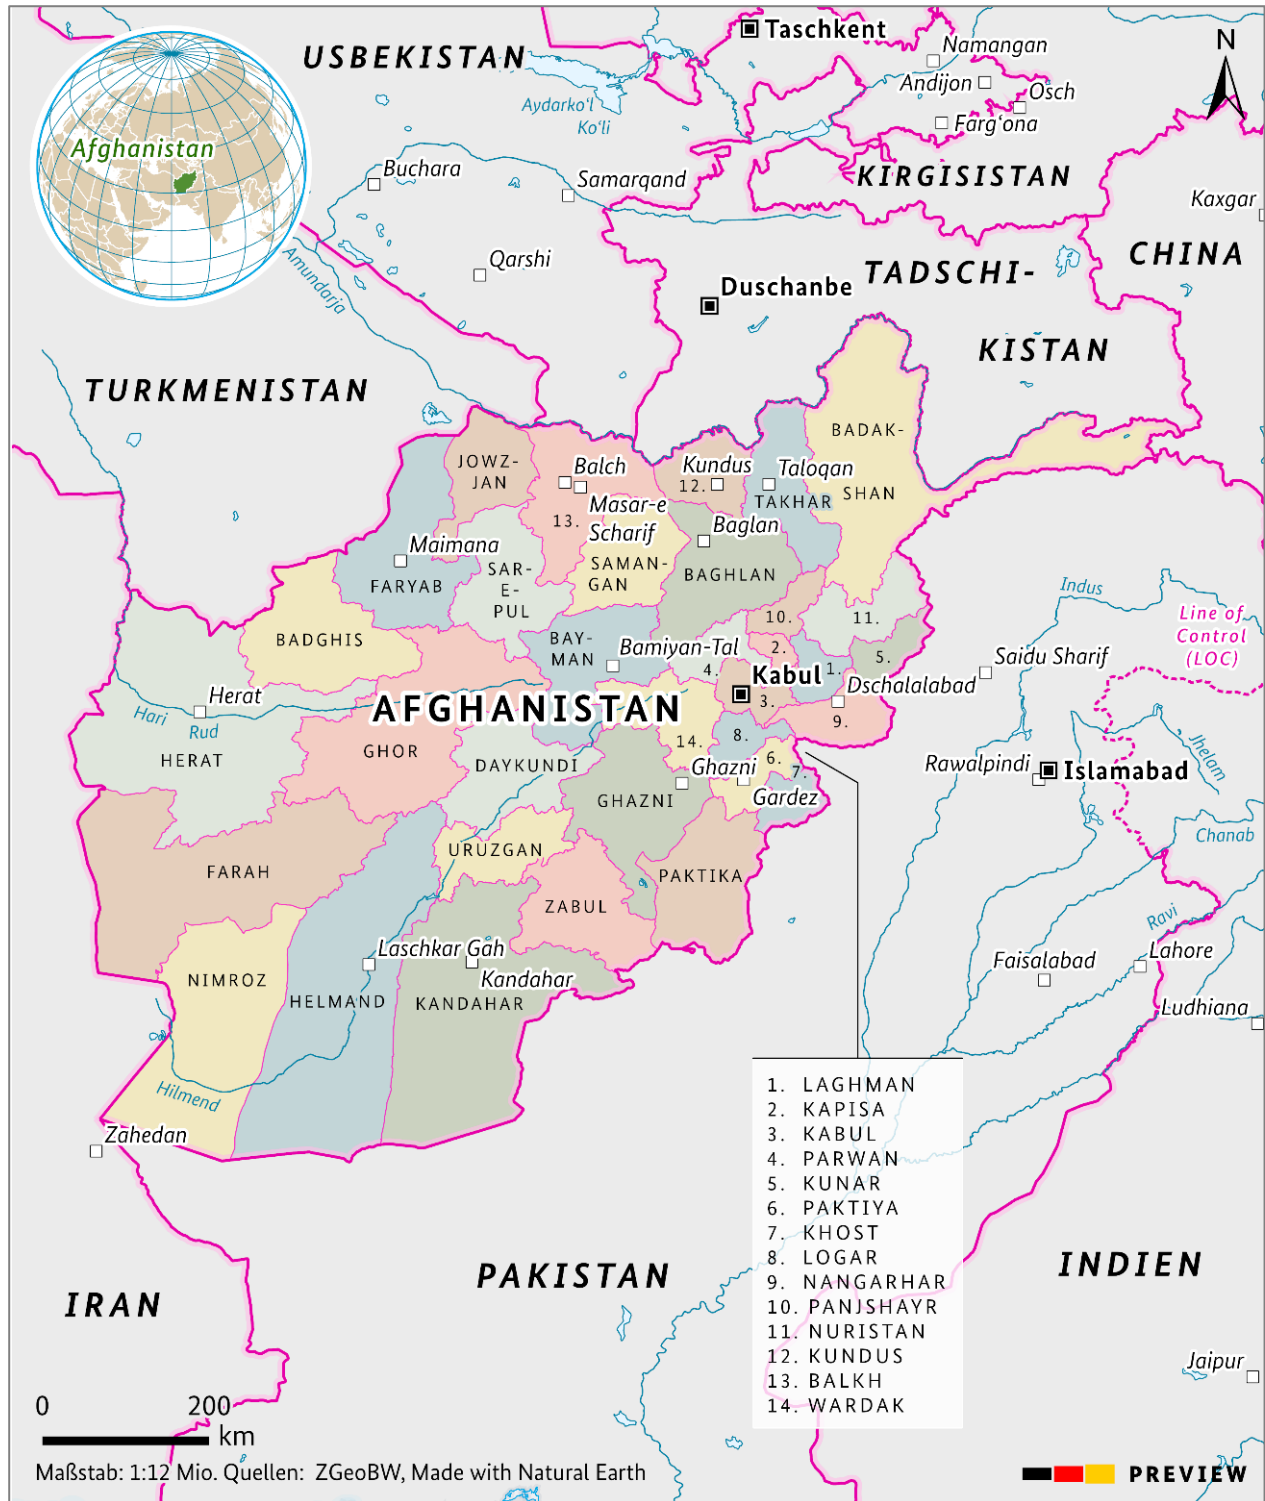 USBEKISTAN
Taschkent
Namangan
N
Andijon
Osch
Aydarkoʻl
Koʻli
Fargʻona
Afghanistan
Buchara
Samarqand
KIRGISISTAN
Kaxgar
Amundarja
Qarshi
CHINA
Duschanbe
TADSCHI-
KISTAN
TURKMENISTAN
BADAK-
SHAN
JOWZ-
JAN
Balch
Kundus
12.
Taloqan
TAKHAR
Masar-e
Scharif
13.
Baglan
Maimana
FARYAB
SAR-
E-
PUL
SAMAN-
GAN
BAGHLAN
Indus
Line of
Control
(LOC)
10.
11.
BADGHIS
BAY-
MAN
Bamiyan-Tal
2.
4.
1.
5.
Saidu Sharif
Kabul
3.
Dschalalabad
9.
Herat
Hari
Rud
AFGHANISTAN
HERAT
GHOR
DAYKUNDI
14.
8.
6.
7.
Jhelam
Rawalpindi
Islamabad
Ghazni
GHAZNI
Gardez
Chanab
URUZGAN
FARAH
PAKTIKA
ZABUL
Ravi
Laschkar Gah
Kandahar
Faisalabad
Lahore
NIMROZ
HELMAND
KANDAHAR
Ludhiana
Hilmend
Zahedan
1. LAGHMAN
2. KAPISA
3. KABUL
4. PARWAN
5. KUNAR
6. PAKTIYA
7. KHOST
8. LOGAR
9. NANGARHAR
10. PANJSHAYR
11. NURISTAN
12. KUNDUS
13. BALKH
14. WARDAK
IRAN
PAKISTAN
INDIEN
Jaipur
0 200
km
Maßstab: 1:12 Mio. Quellen: ZGeoBW, Made with Natural Earth
PREVIEW